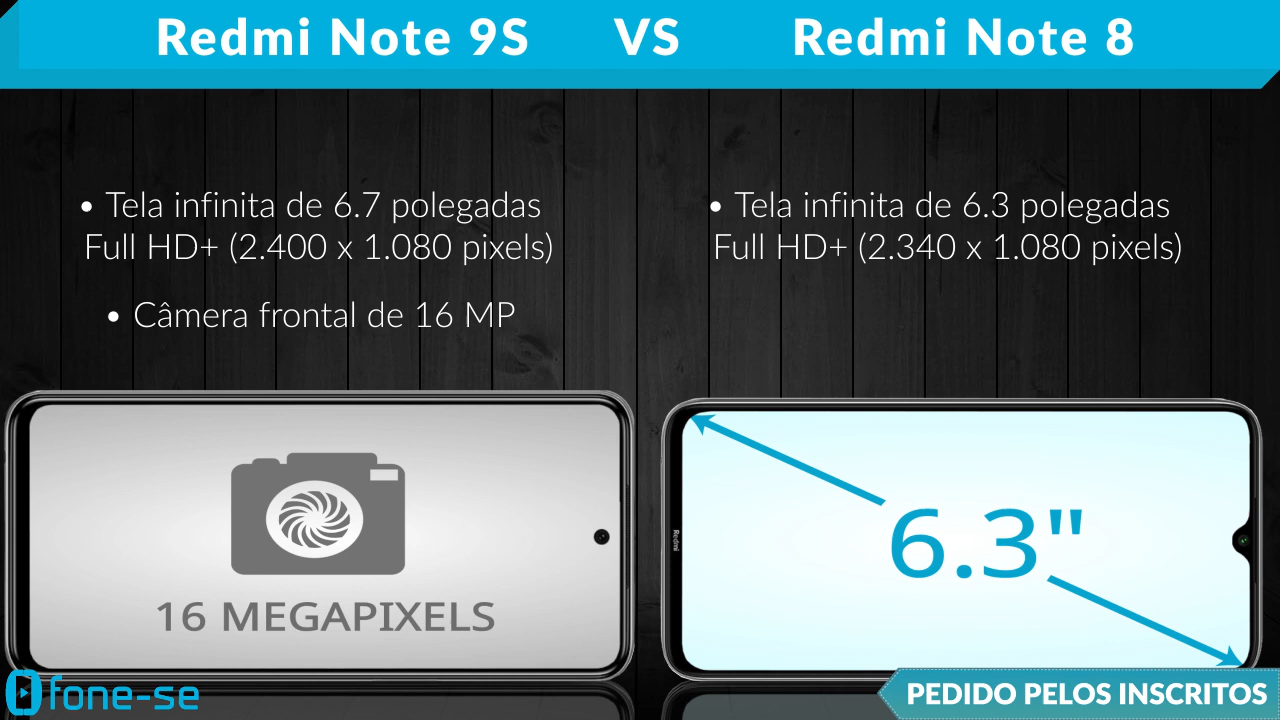 Redmi Note 9S VS Redmi Note 8
• Tela infinita de 6.7 polegadas
Full HD+ (2.400 x 1.080 pixels)
• Câmera frontal de 16 MP
• Tela infinita de 6.3 polegadas
Full HD+ (2.340 x 1.080 pixels)
16 MEGAPIXELS
Redmi
6.3"
fone-se
PEDIDO PELOS INSCRITOS